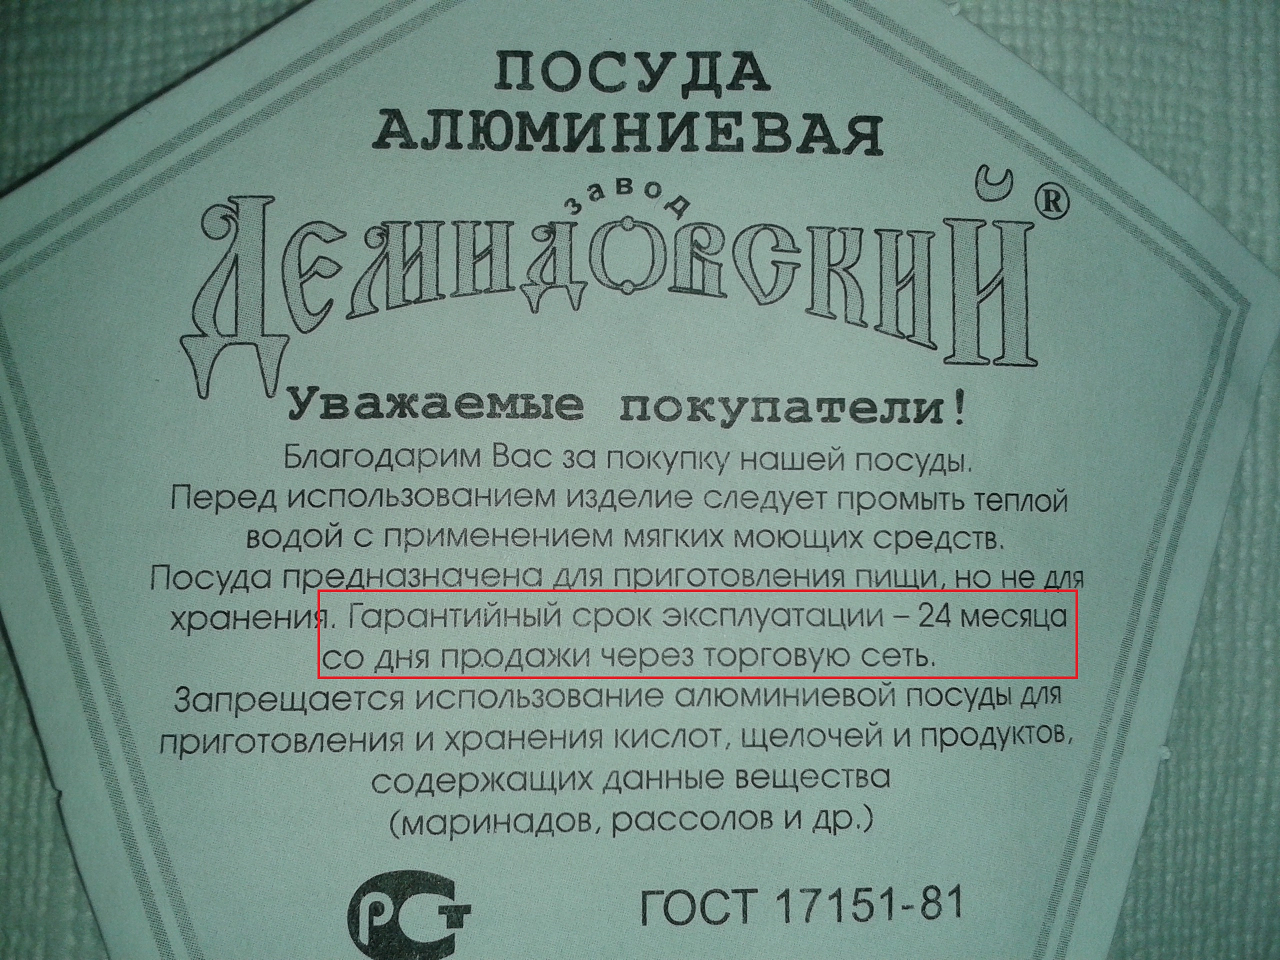 ПОСУДА
АЛЮМИНИЕВАЯ
завод
Демидовский®
Уважаемые покупатели!
Благодарим Вас за покупку нашей посуды.
Перед использованием изделие следует промыть теплой
водой с применением мягких моющих средств.
Посуда предназначена для приготовления пищи, но не для
хранения. Гарантийный срок эксплуатации – 24 месяца
со дня продажи через торговую сеть.
Запрещается использование алюминиевой посуды для
приготовления и хранения кислот, щелочей и продуктов,
содержащих данные вещества
(маринадов, рассолов и др.)
РСТ
ГОСТ 17151-81